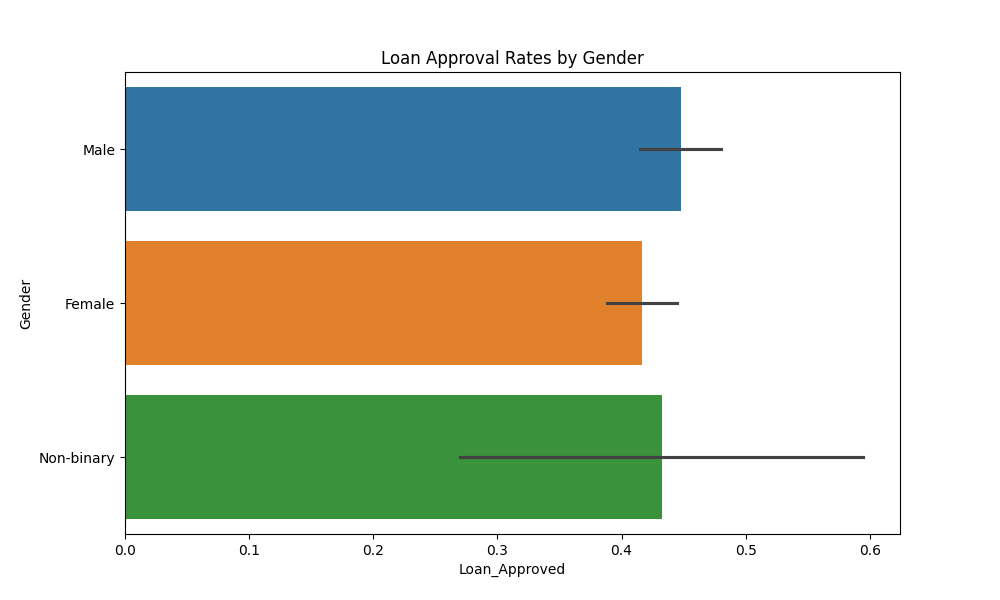 Loan Approval Rates by Gender
Male
Female
Non-binary
Gender
0.0 0.1 0.2 0.3 0.4 0.5 0.6
Loan_Approved